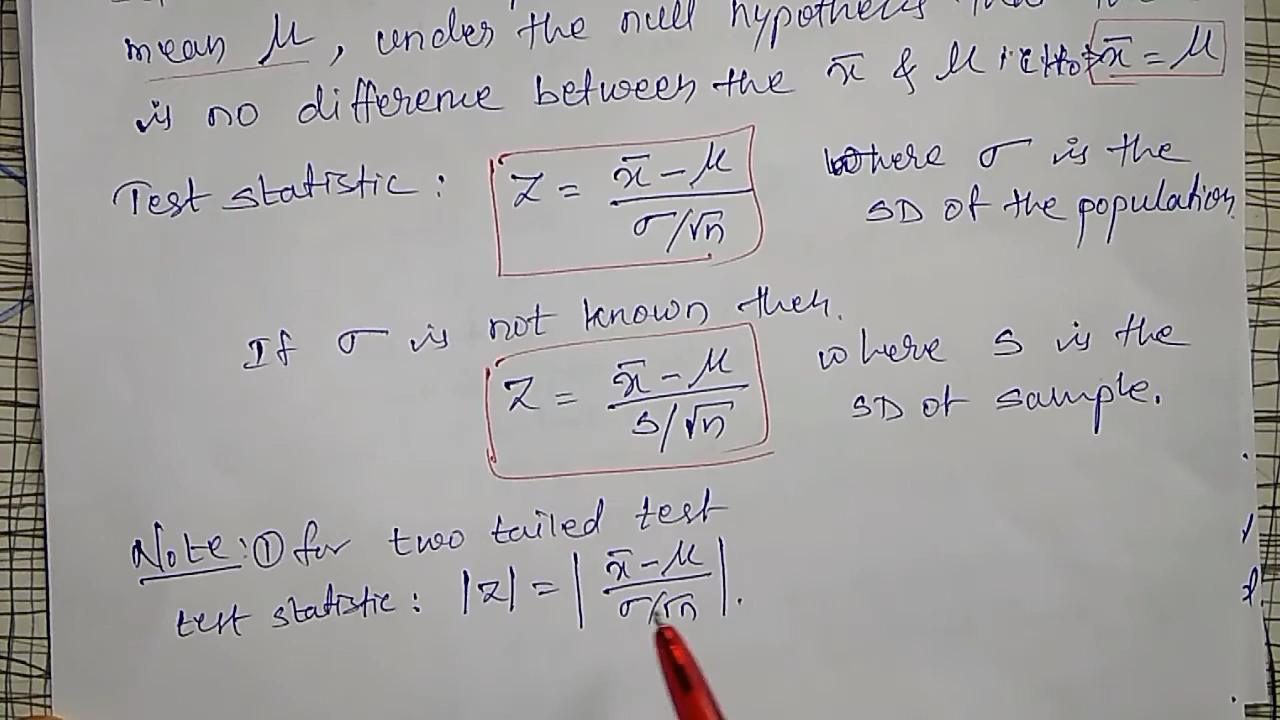 mean μ, under the null hypothesis
is no difference between the x̄ & μ i.e H₀: x̄ = μ
Test statistic: Z = (x̄ - μ)/(σ/√n) where σ is the
SD of the population
If σ is not known then.
Z = (x̄ - μ)/(s/√n) where s is the
SD of sample.
Note: ① for two tailed test
test statistic: |z| = |(x̄ - μ)/(σ/√n)|.